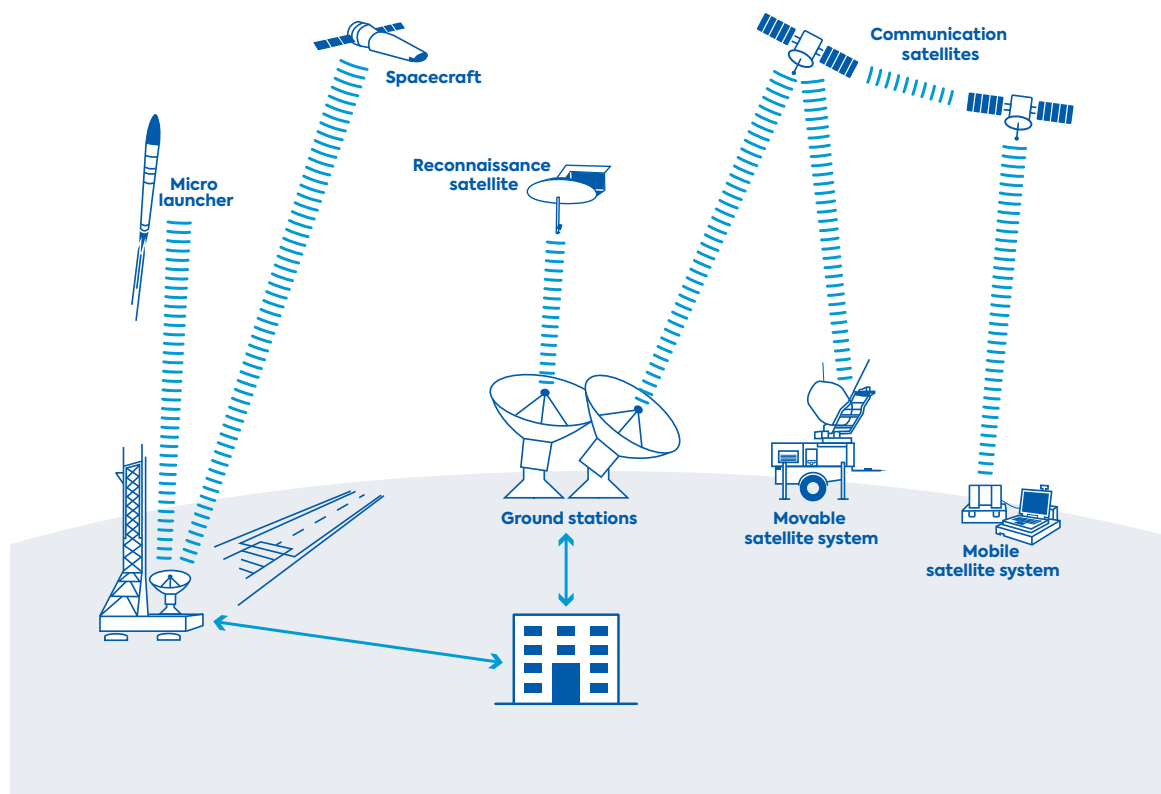 Communication
satellites
Spacecraft
Reconnaissance
satellite
Micro
launcher
Ground stations
Movable
satellite system
Mobile
satellite system